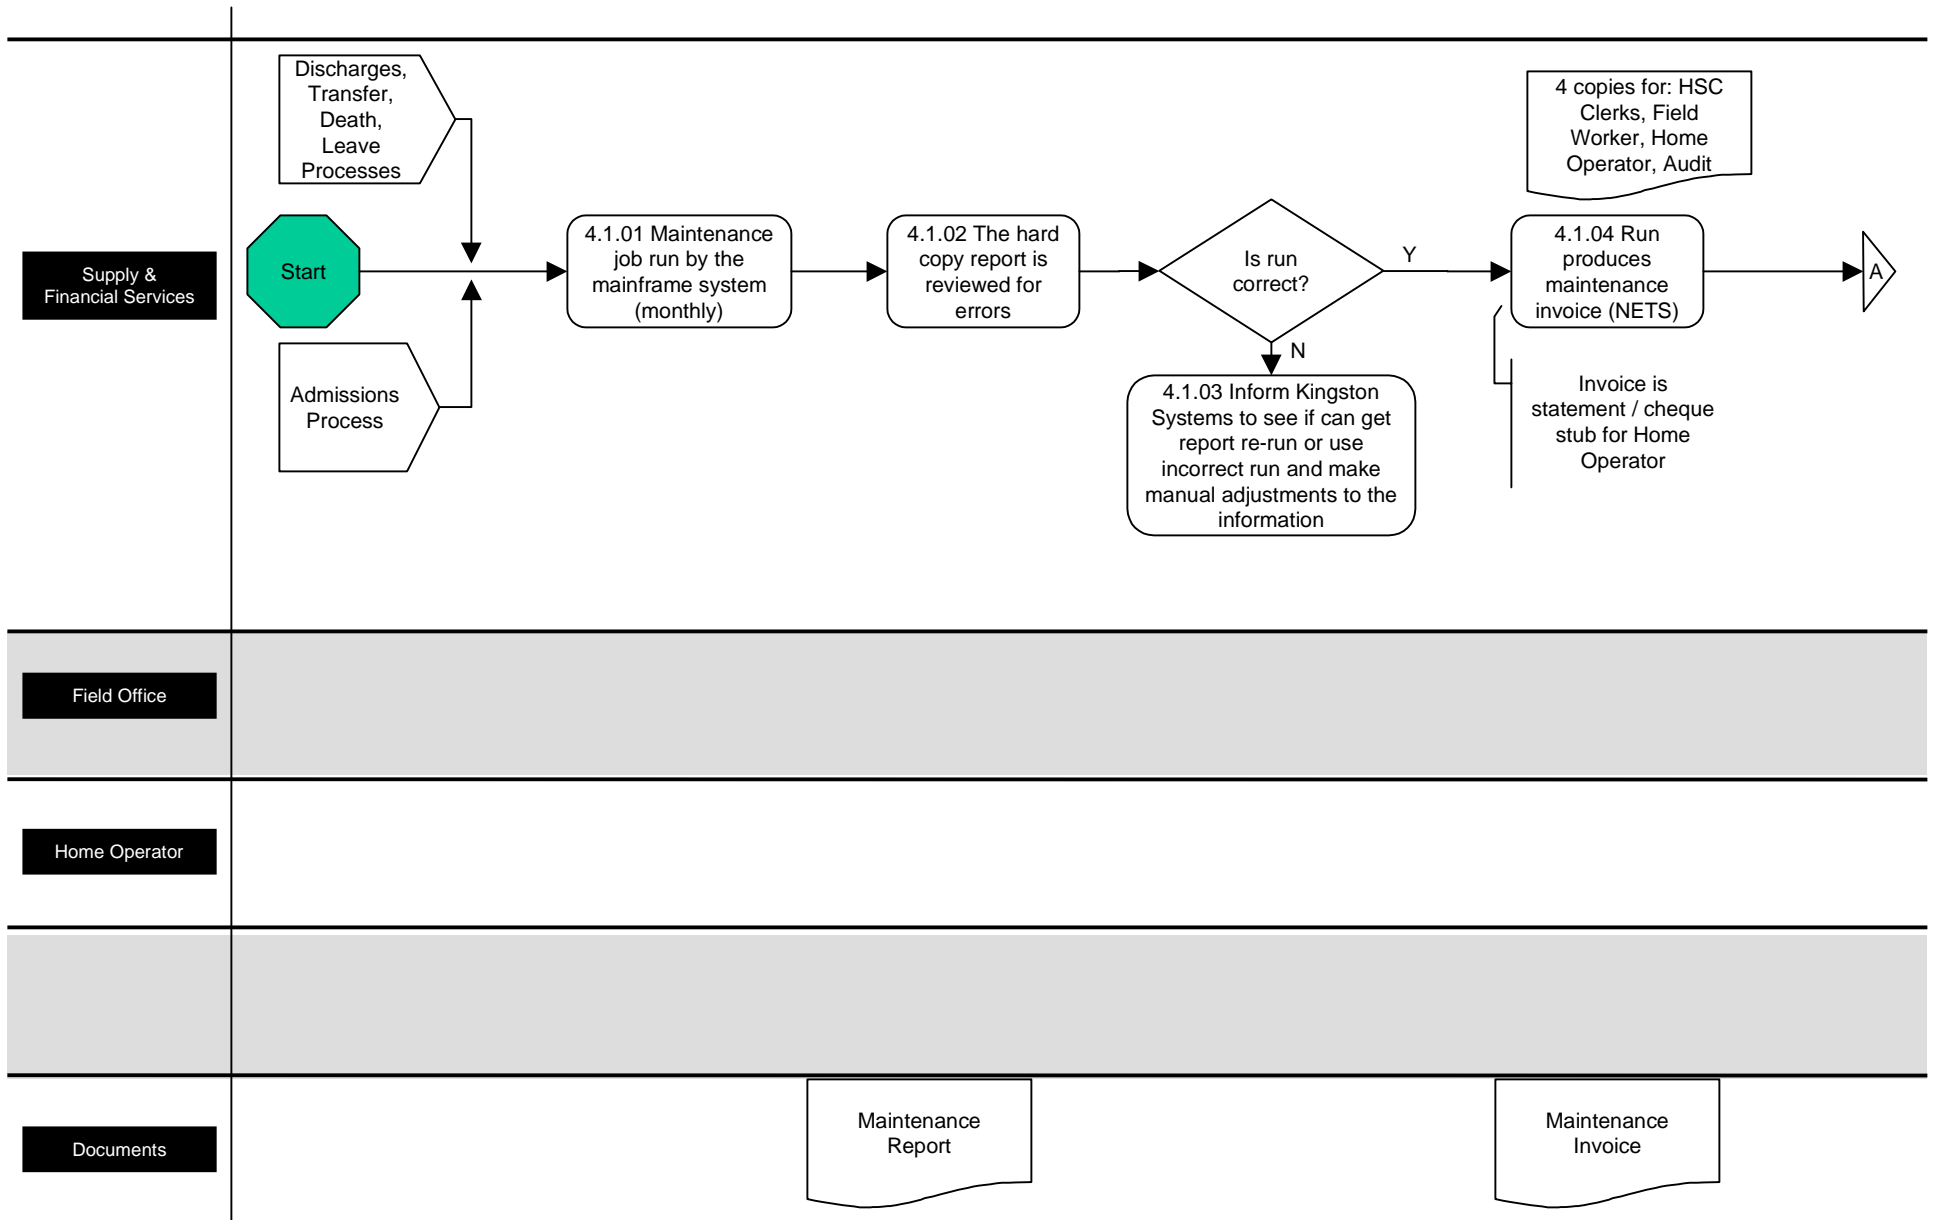 Discharges,
Transfer,
Death,
Leave
Processes
4 copies for: HSC
Clerks, Field
Worker, Home
Operator, Audit
Supply &
Financial Services
Start
4.1.01 Maintenance
job run by the
mainframe system
(monthly)
4.1.02 The hard
copy report is
reviewed for
errors
Is run
correct?
Y
N
4.1.04 Run
produces
maintenance
invoice (NETS)
A
Admissions
Process
4.1.03 Inform Kingston
Systems to see if can get
report re-run or use
incorrect run and make
manual adjustments to the
information
Invoice is
statement / cheque
stub for Home
Operator
Field Office
Home Operator
Documents
Maintenance
Report
Maintenance
Invoice